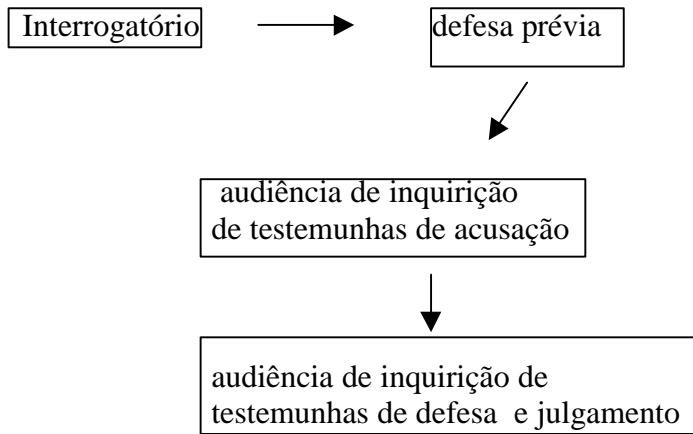 Interrogatório
defesa prévia
audiência de inquirição
de testemunhas de acusação
audiência de inquirição de
testemunhas de defesa e julgamento